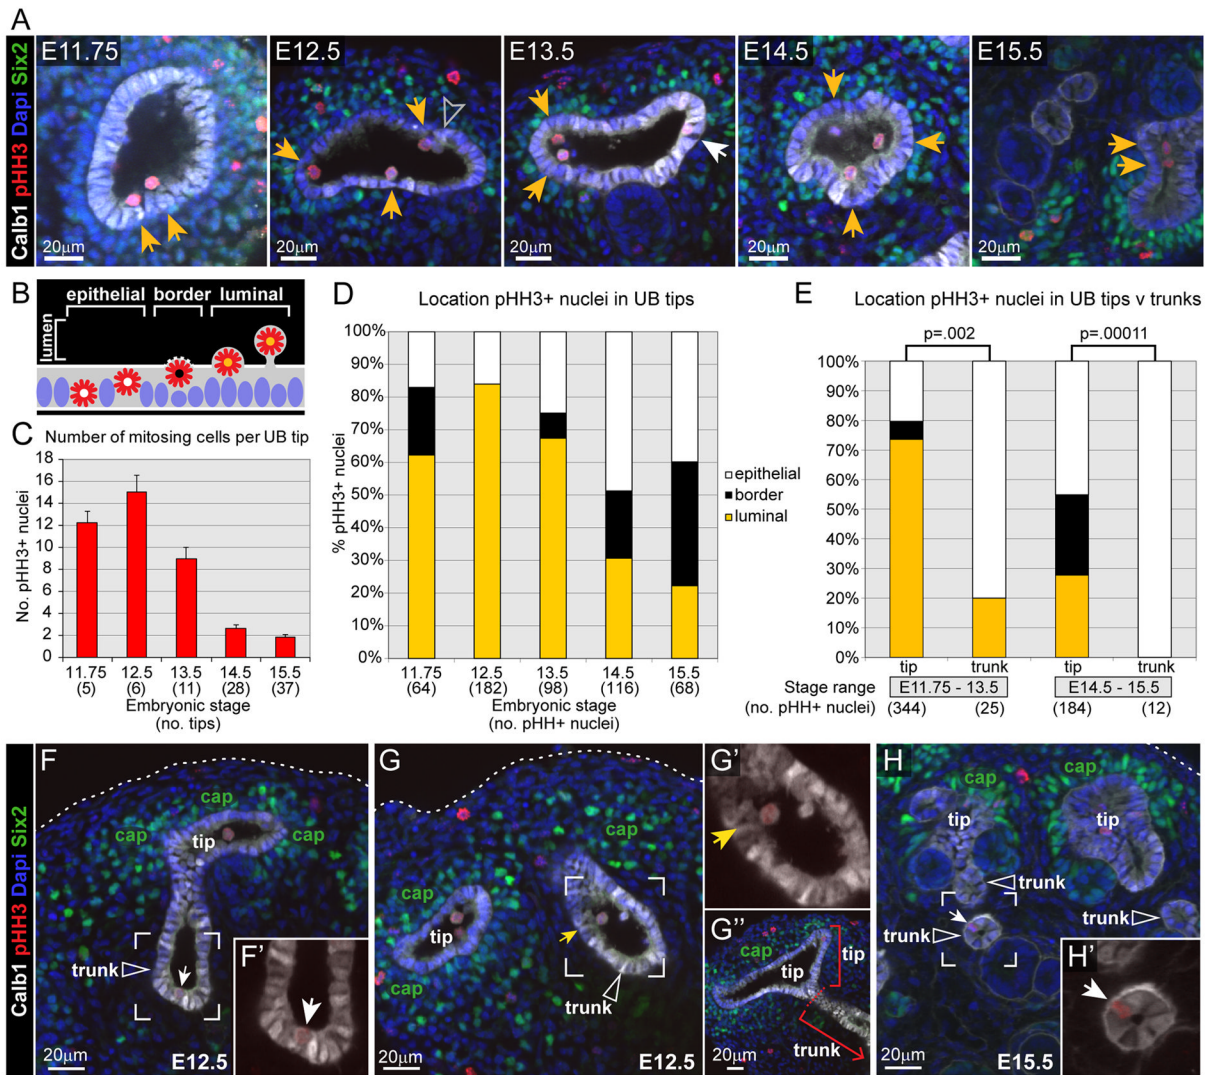 A
Calb1 pHH3 Dapi Six2
E11.75
20µm
E12.5
20µm
E13.5
20µm
E14.5
20µm
E15.5
20µm
B
epithelial border luminal
lumen
C Number of mitosing cells per UB tip
No. pHH3+ nuclei
18
16
14
12
10
8
6
4
2
0
11.75 12.5 13.5 14.5 15.5
(5) (6) (11) (28) (37)
Embryonic stage
(no. tips)
D Location pHH3+ nuclei in UB tips
% pHH3+ nuclei
100%
90%
80%
70%
60%
50%
40%
30%
20%
10%
0%
11.75 12.5 13.5 14.5 15.5
(64) (182) (98) (116) (68)
Embryonic stage
(no. pHH+ nuclei)
epithelial
border
luminal
E Location pHH3+ nuclei in UB tips v trunks
p=.002 p=.00011
100%
90%
80%
70%
60%
50%
40%
30%
20%
10%
0%
tip trunk tip trunk
Stage range E11.75 - 13.5 E14.5 - 15.5
(no. pHH+ nuclei) (344) (25) (184) (12)
Calb1 pHH3 Dapi Six2
F
cap
cap tip cap
trunk
F'
20µm E12.5
G
cap
cap
tip
cap
trunk
20µm E12.5
G'
G''
cap
tip
tip
trunk
20µm
H
cap cap
tip tip
trunk
trunk
trunk
H'
20µm E15.5